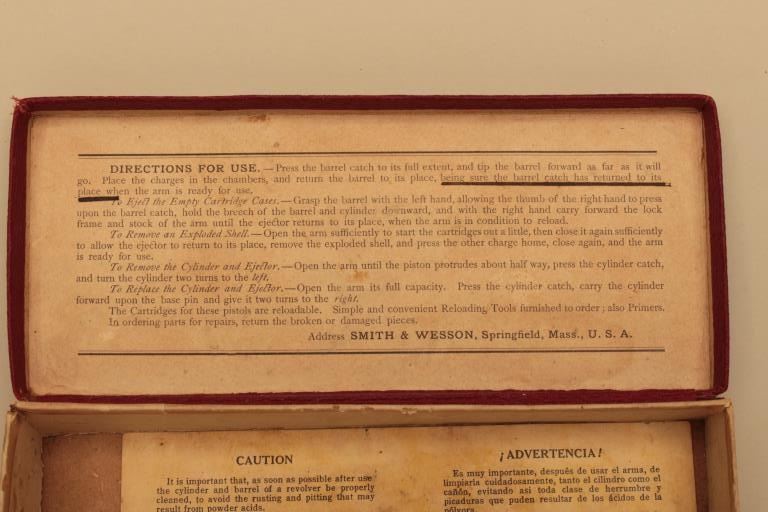 DIRECTIONS FOR USE. — Press the barrel catch to its full extent, and tip the barrel forward as far as it will
go. Place the charges in the chambers, and return the barrel to its place, being sure the barrel catch has returned to its
place when the arm is ready for use.
To Eject the Empty Cartridge Cases. — Grasp the barrel with the left hand, allowing the thumb of the right hand to press
upon the barrel catch, hold the breech of the barrel and cylinder downward, and with the right hand carry forward the lock
frame and stock of the arm until the ejector returns to its place, when the arm is in condition to reload.
To Remove an Exploded Shell. — Open the arm sufficiently to start the cartridges out a little, then close it again sufficiently
to allow the ejector to return to its place, remove the exploded shell, and press the other charge home, close again, and the arm
is ready for use.
To Remove the Cylinder and Ejector. — Open the arm until the piston protrudes about half way, press the cylinder catch,
and turn the cylinder two turns to the left.
To Replace the Cylinder and Ejector. — Open the arm its full capacity. Press the cylinder catch, carry the cylinder
forward upon the base pin and give it two turns to the right.
The Cartridges for these pistols are reloadable. Simple and convenient Reloading Tools furnished to order; also Primers.
In ordering parts for repairs, return the broken or damaged pieces.
Address SMITH & WESSON, Springfield, Mass., U. S. A.
CAUTION
It is important that, as soon as possible after use
the cylinder and barrel of a revolver be properly
cleaned, to avoid the rusting and pitting that may
result from powder acids.
¡ADVERTENCIA!
Es muy importante, después de usar el arma, de
limpiarla cuidadosamente, tanto el cilindro como el
cañón, evitando asi toda clase de herrumbre y
picaduras que puden resultar de los ácidos de la
pólvora.